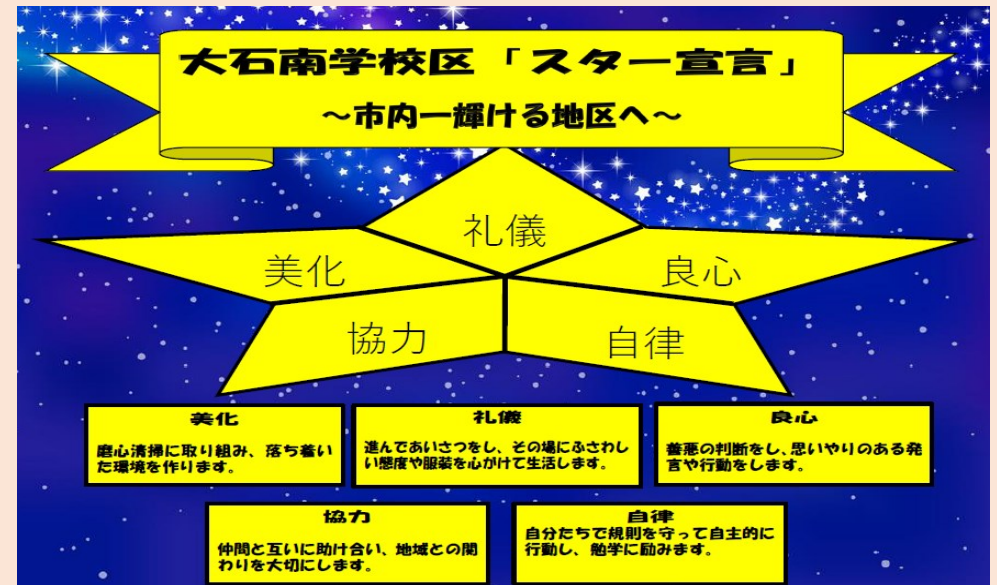 大石南学校区「スター宣言」
～市内一輝ける地区へ～
礼儀
美化
良心
協力
自律
美化
磨心清掃に取り組み、落ち着い
た環境を作ります。
礼儀
進んであいさつをし、その場にふさわし
い態度や服装を心がけて生活します。
良心
善悪の判断をし、思いやりのある発
言や行動をします。
協力
仲間と互いに助け合い、地域との関
わりを大切にします。
自律
自分たちで規則を守って自主的に
行動し、勉学に励みます。